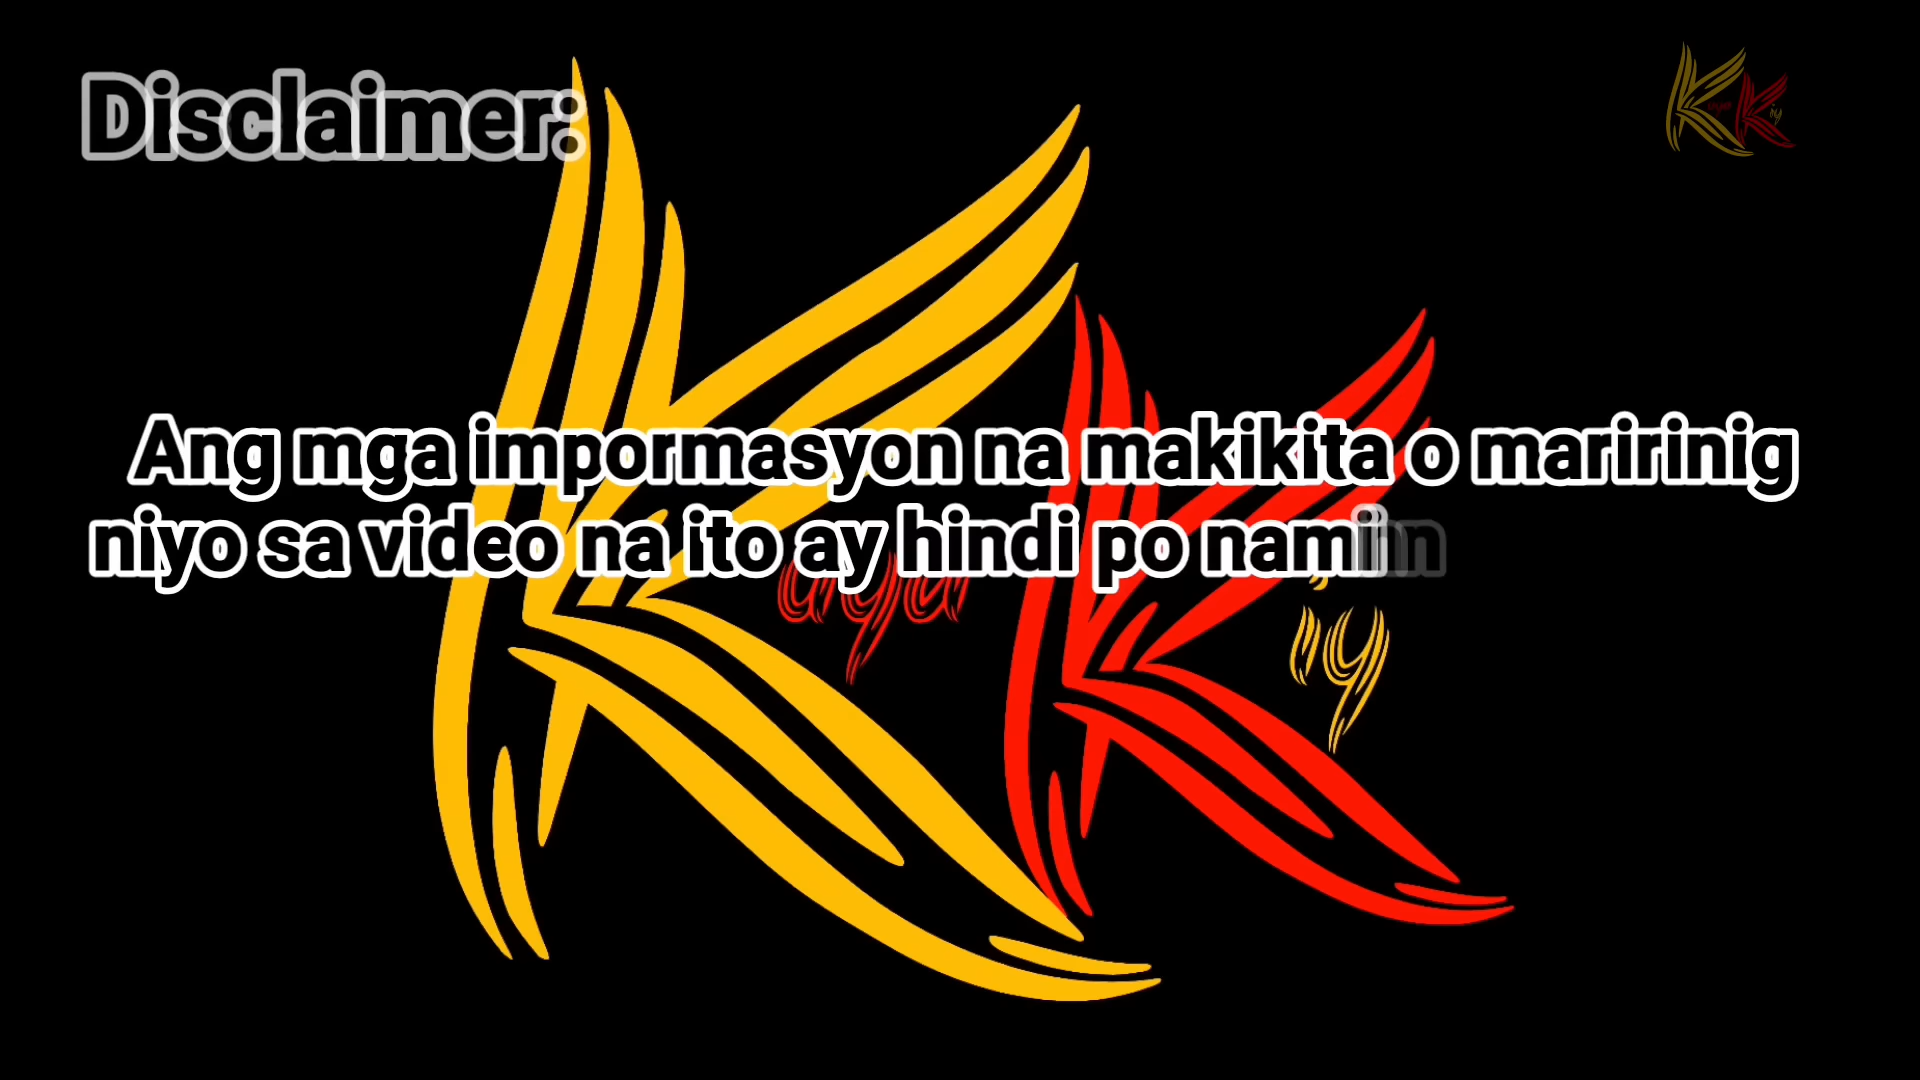 Disclaimer:
Ang mga impormasyon na makikita o maririnig
niyo sa video na ito ay hindi po namin